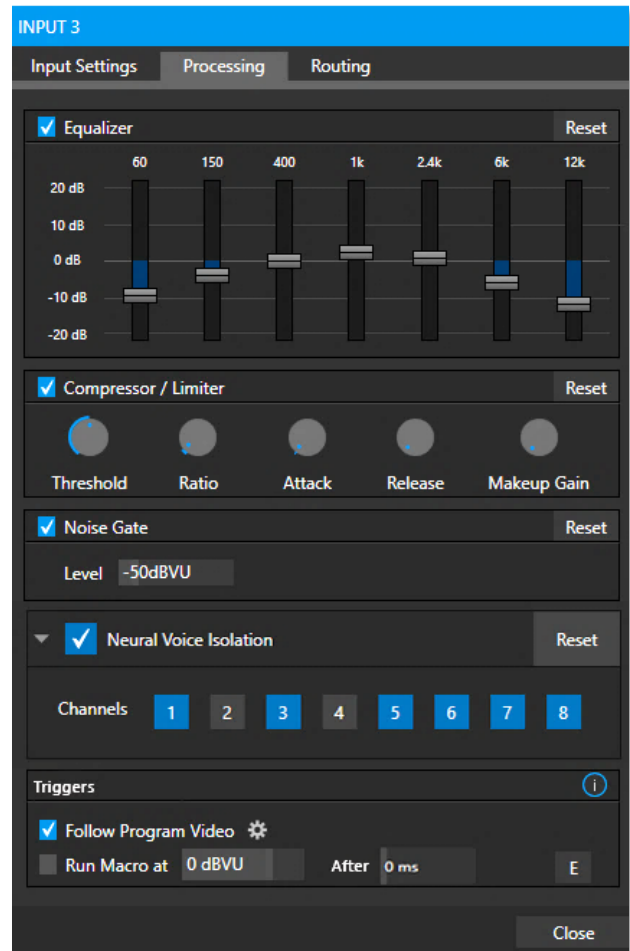 INPUT 3
Input Settings Processing Routing
Equalizer Reset
60 150 400 1k 2.4k 6k 12k
20 dB
10 dB
0 dB
-10 dB
-20 dB
Compressor / Limiter Reset
Threshold Ratio Attack Release Makeup Gain
Noise Gate Reset
Level -50dBVU
Neural Voice Isolation Reset
Channels 1 2 3 4 5 6 7 8
Triggers i
Follow Program Video
Run Macro at 0 dBVU After 0 ms E
Close